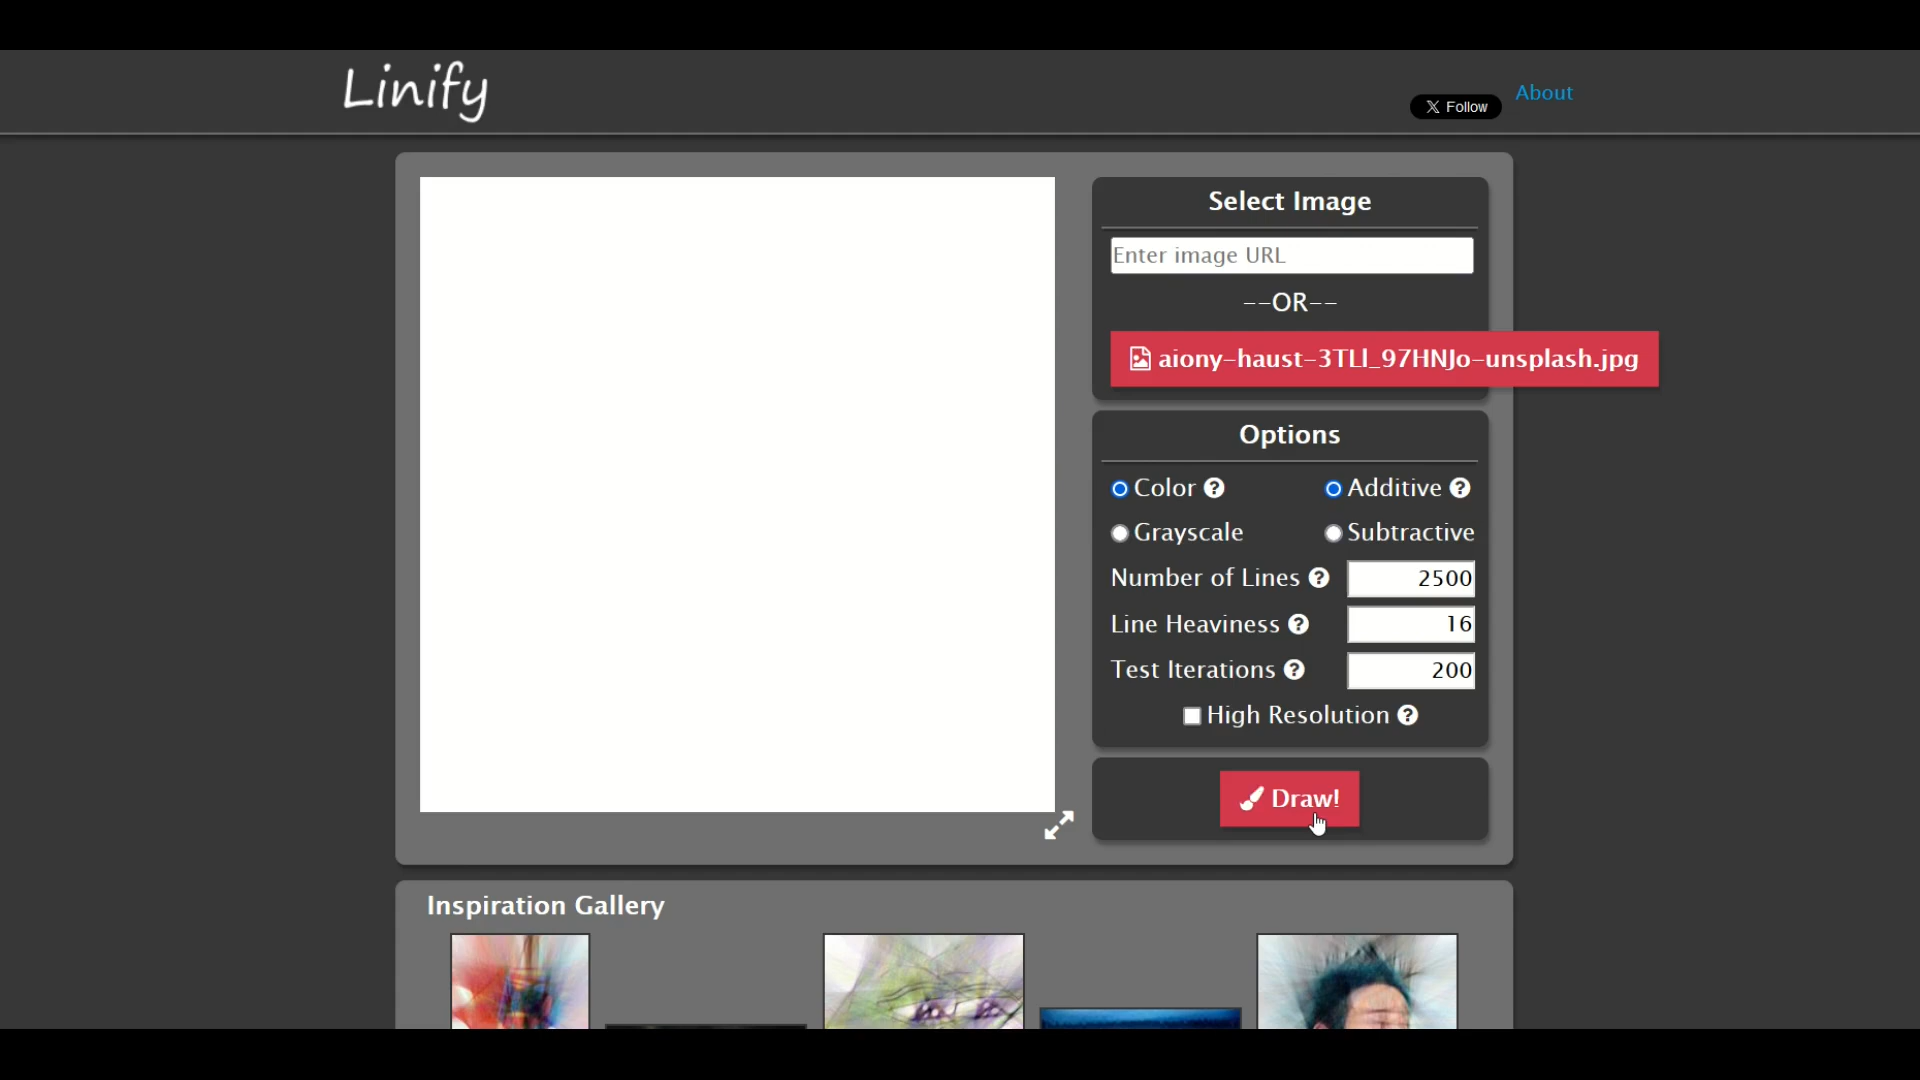 Linify
Follow
About
Select Image
Enter image URL
--OR--
aiony-haust-3TLl_97HNJo-unsplash.jpg
Options
Color
Additive
Grayscale
Subtractive
Number of Lines
2500
Line Heaviness
16
Test Iterations
200
High Resolution
Draw!
Inspiration Gallery